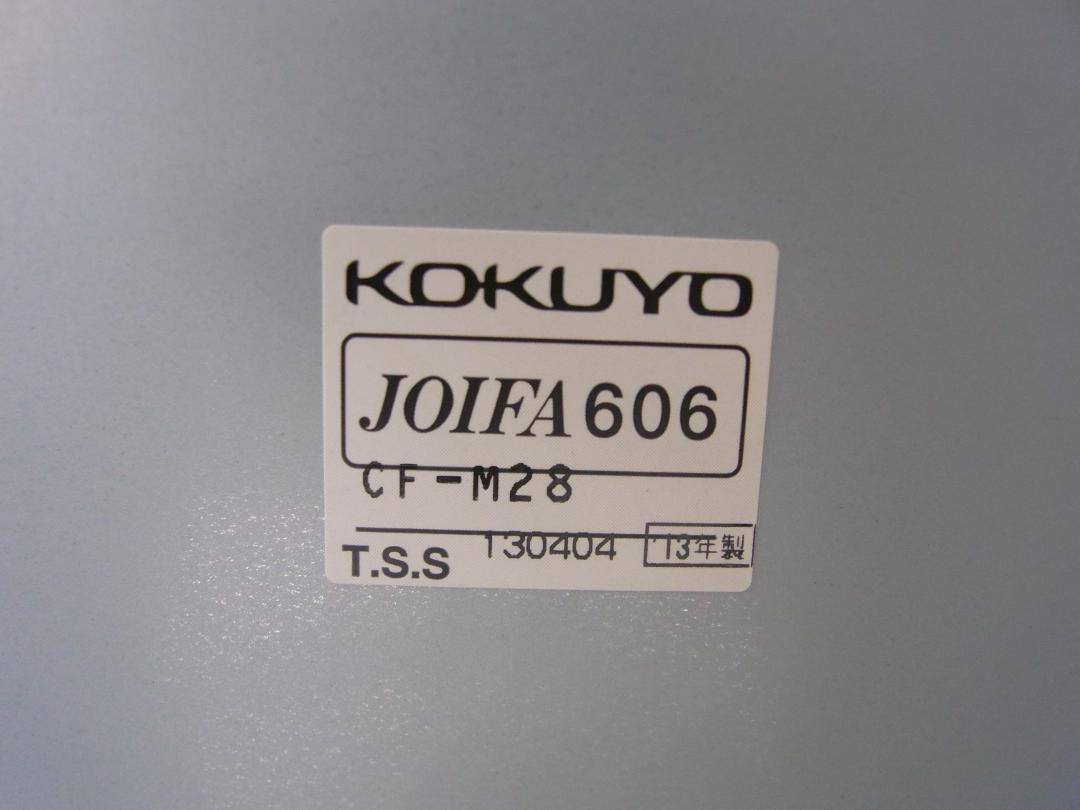 KOKUYO
JOIFA 606
CF-M28
T.S.S 130404 '13年製